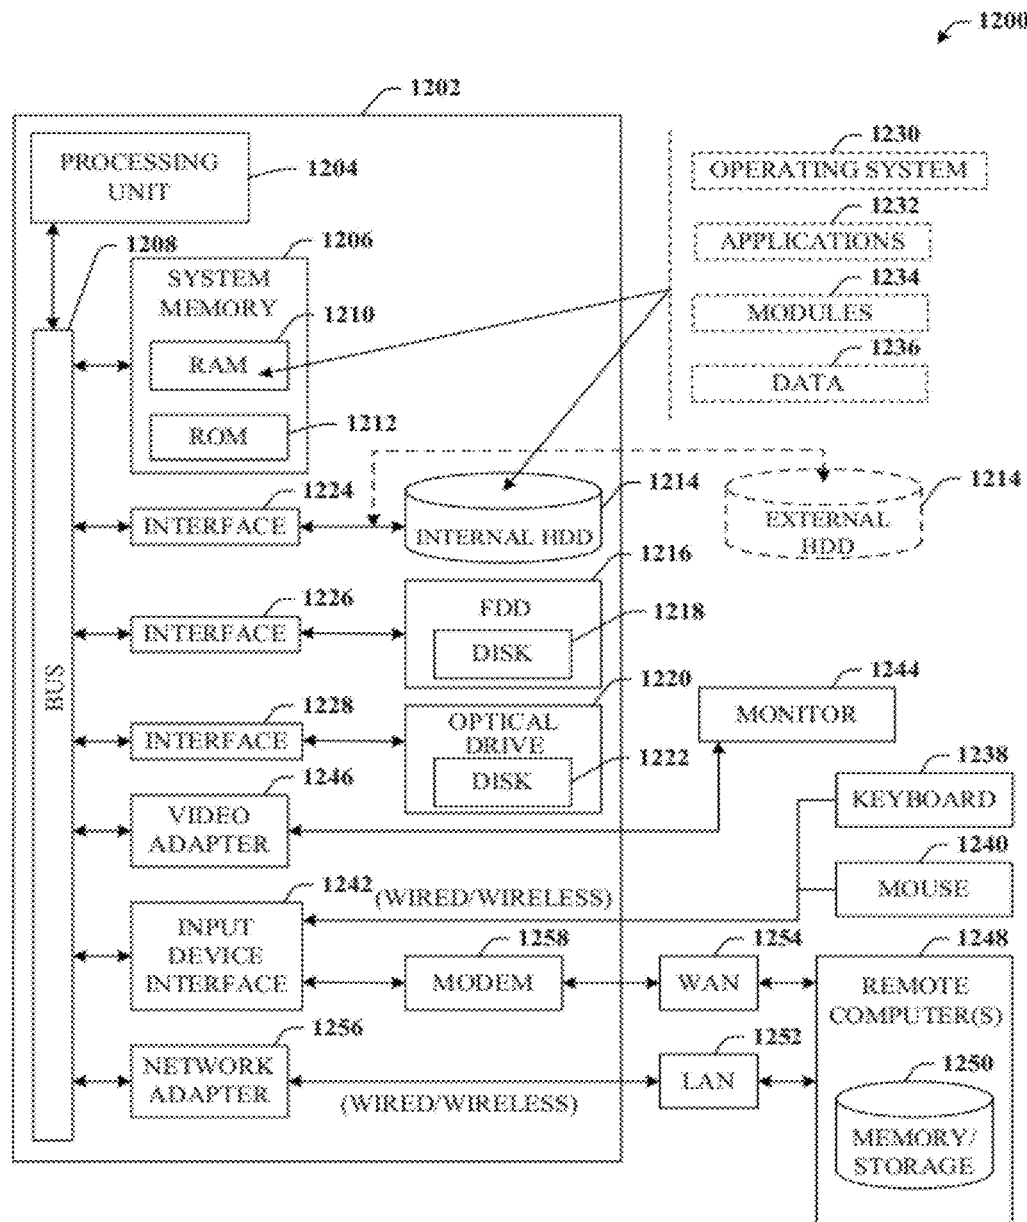 1200
1202
PROCESSING
UNIT
1204
1230
OPERATING SYSTEM
1232
APPLICATIONS
1234
MODULES
1236
DATA
1208
1206
SYSTEM
MEMORY
1210
RAM
1212
ROM
1224
INTERFACE
1214
INTERNAL HDD
1214
EXTERNAL
HDD
1216
FDD
1226
INTERFACE
1218
DISK
BUS
1220
OPTICAL
DRIVE
1228
INTERFACE
1222
DISK
1244
MONITOR
1246
VIDEO
ADAPTER
1238
KEYBOARD
1240
MOUSE
1242
(WIRED/WIRELESS)
INPUT
DEVICE
INTERFACE
1258
MODEM
1254
WAN
1248
REMOTE
COMPUTER(S)
1256
NETWORK
ADAPTER
(WIRED/WIRELESS)
1252
LAN
1250
MEMORY/
STORAGE